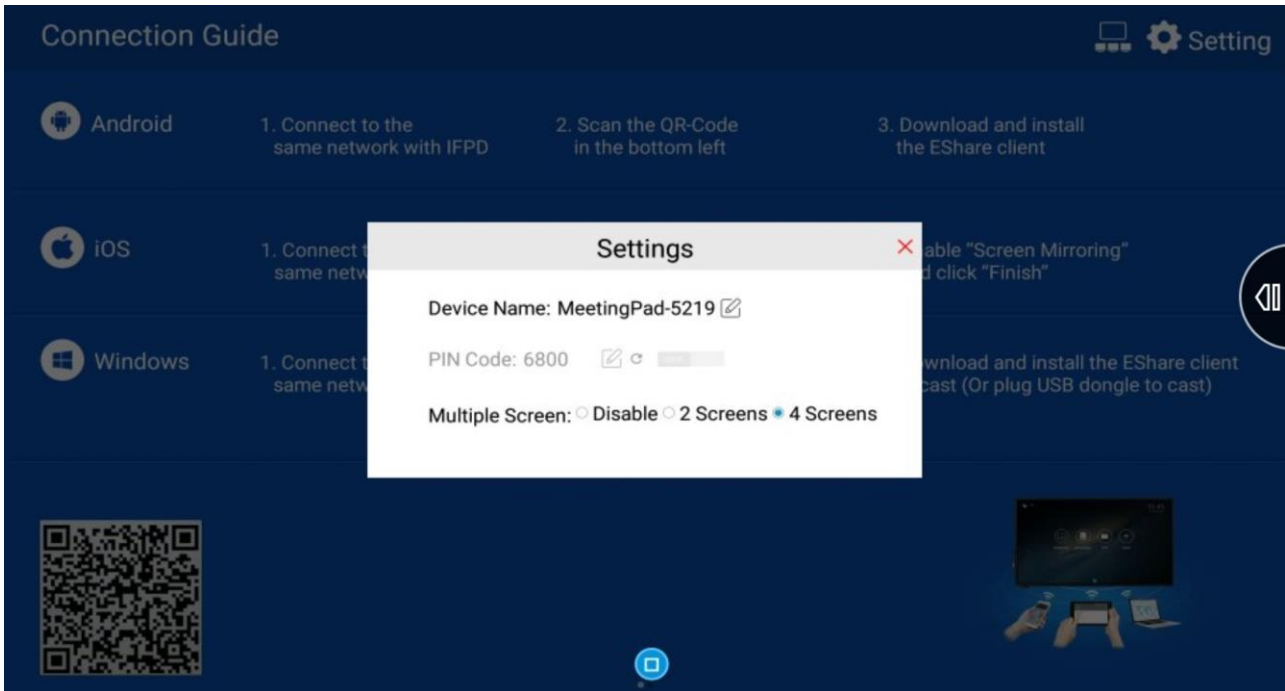 Connection Guide
Setting
Android
1. Connect to the
same network with IFPD
2. Scan the QR-Code
in the bottom left
3. Download and install
the EShare client
iOS
1. Connect
same
able “Screen Mirroring”
click “Finish”
Windows
1. Connect
same
and install the EShare client
cast (Or plug USB dongle to cast)
Settings
Device Name: MeetingPad-5219
PIN Code: 6800
Multiple Screen: Disable 2 Screens 4 Screens